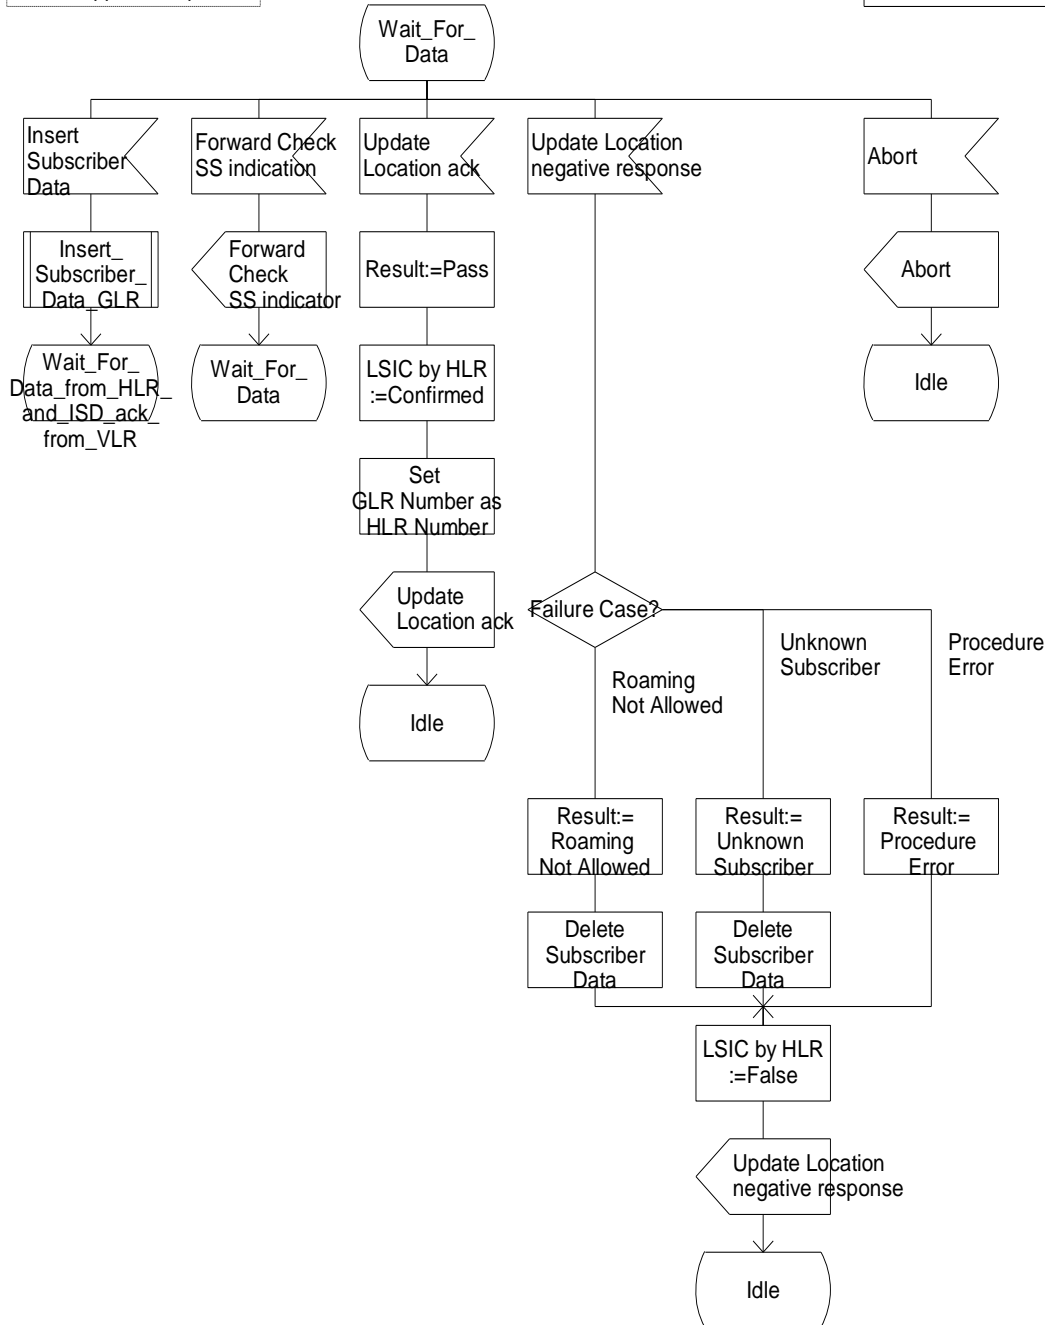 Wait_For_
Data
Insert
Subscriber
Data
Forward Check
SS indication
Update
Location ack
Update Location
negative response
Abort
Insert_
Subscriber_
Data_GLR
Forward
Check
SS indicator
Result:=Pass
Abort
Wait_For_
Data_from_HLR_
and_ISD_ack_
from_VLR
Wait_For_
Data
LSIC by HLR
:=Confirmed
Idle
Set
GLR Number as
HLR Number
Update
Location ack
Failure Case?
Unknown
Subscriber
Procedure
Error
Roaming
Not Allowed
Idle
Result:=
Roaming
Not Allowed
Result:=
Unknown
Subscriber
Result:=
Procedure
Error
Delete
Subscriber
Data
Delete
Subscriber
Data
LSIC by HLR
:=False
Update Location
negative response
Idle